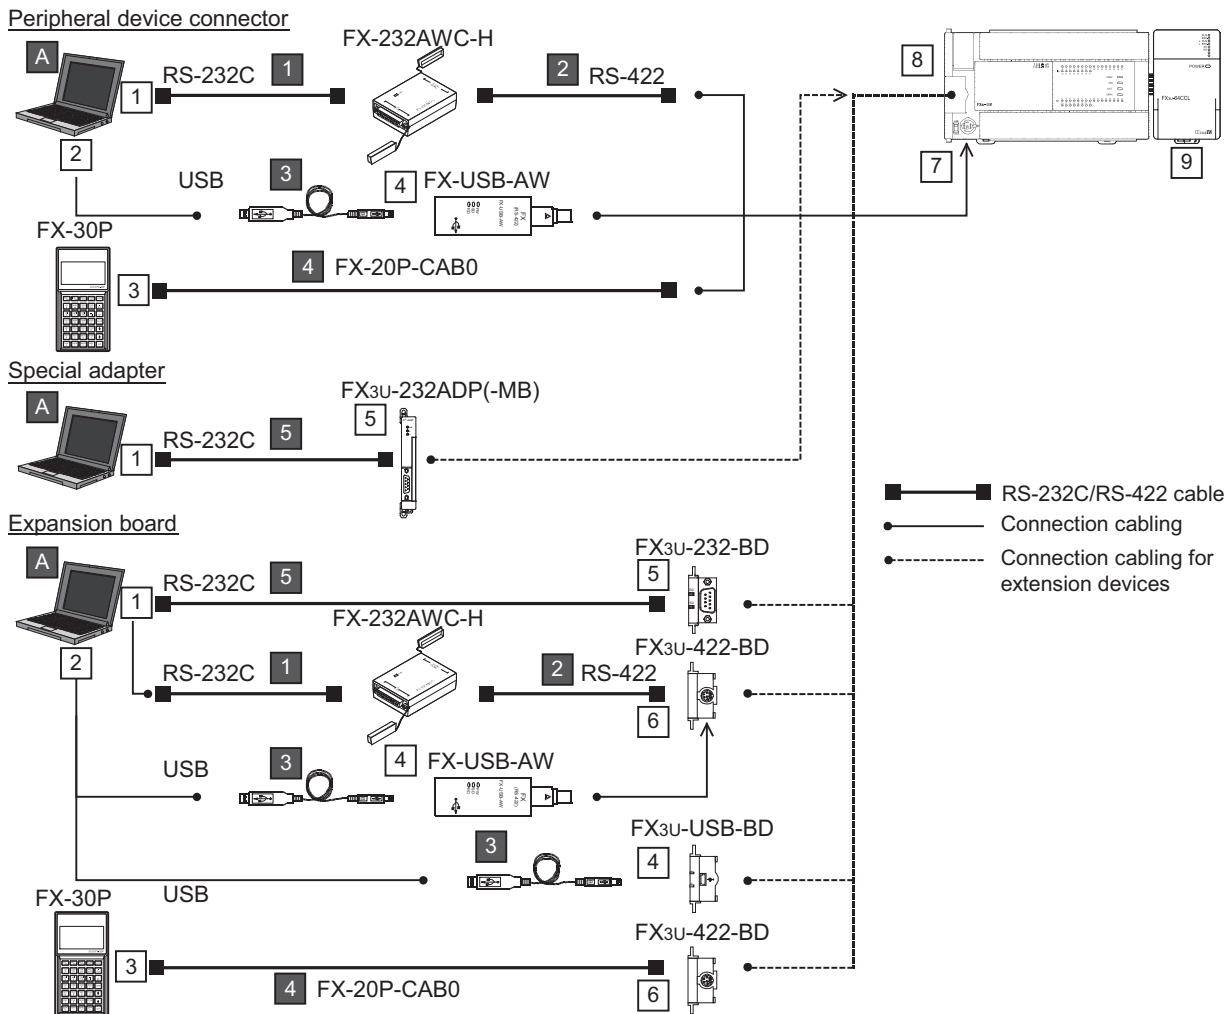 Peripheral device connector
A
1
RS-232C
1
FX-232AWC-H
2
RS-422
2
USB
3
4
FX-USB-AW
FX-30P
3
4
FX-20P-CAB0
8
7
9
POWER
FX3U-64CCL
Special adapter
A
1
RS-232C
5
FX3U-232ADP(-MB)
5
RS-232C/RS-422 cable
Connection cabling
Connection cabling for
extension devices
Expansion board
A
1
2
RS-232C
5
FX3U-232-BD
5
RS-232C
1
FX-232AWC-H
2
RS-422
FX3U-422-BD
6
USB
3
4
FX-USB-AW
USB
3
FX3U-USB-BD
4
FX-30P
3
4
FX-20P-CAB0
FX3U-422-BD
6